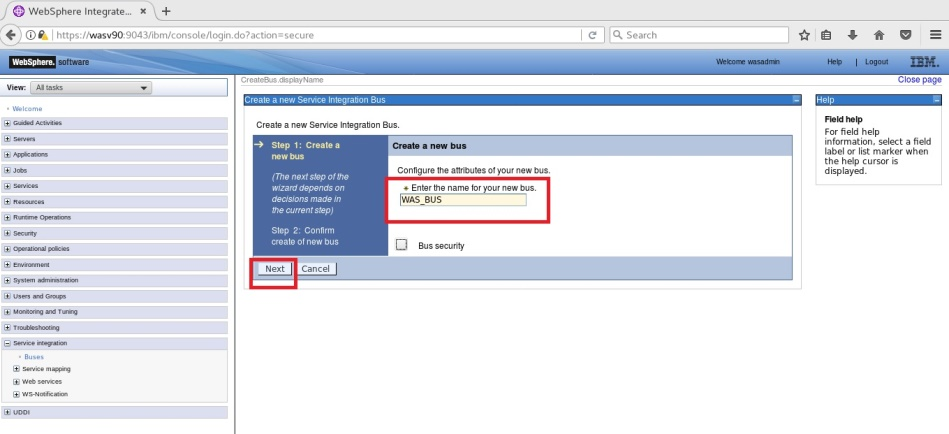 WebSphere Integrate...
https://wasv90:9043/ibm/console/login.do?action=secure
Search
WebSphere. software
Welcome wasadmin
Help | Logout
IBM.
View: All tasks
CreateBus.displayName
Close page
Welcome
Guided Activities
Servers
Applications
Jobs
Services
Resources
Runtime Operations
Security
Operational policies
Environment
System administration
Users and Groups
Monitoring and Tuning
Troubleshooting
Service integration
Buses
Service mapping
Web services
WS-Notification
UDDI
Create a new Service Integration Bus
Create a new Service Integration Bus.
Step 1: Create a
new bus
(The next step of the
wizard depends on
decisions made in
the current step)
Step 2: Confirm
create of new bus
Create a new bus
Configure the attributes of your new bus.
Enter the name for your new bus.
WAS_BUS
Bus security
Next
Cancel
Help
Field help
For field help
information, select a field
label or list marker when
the help cursor is
displayed.